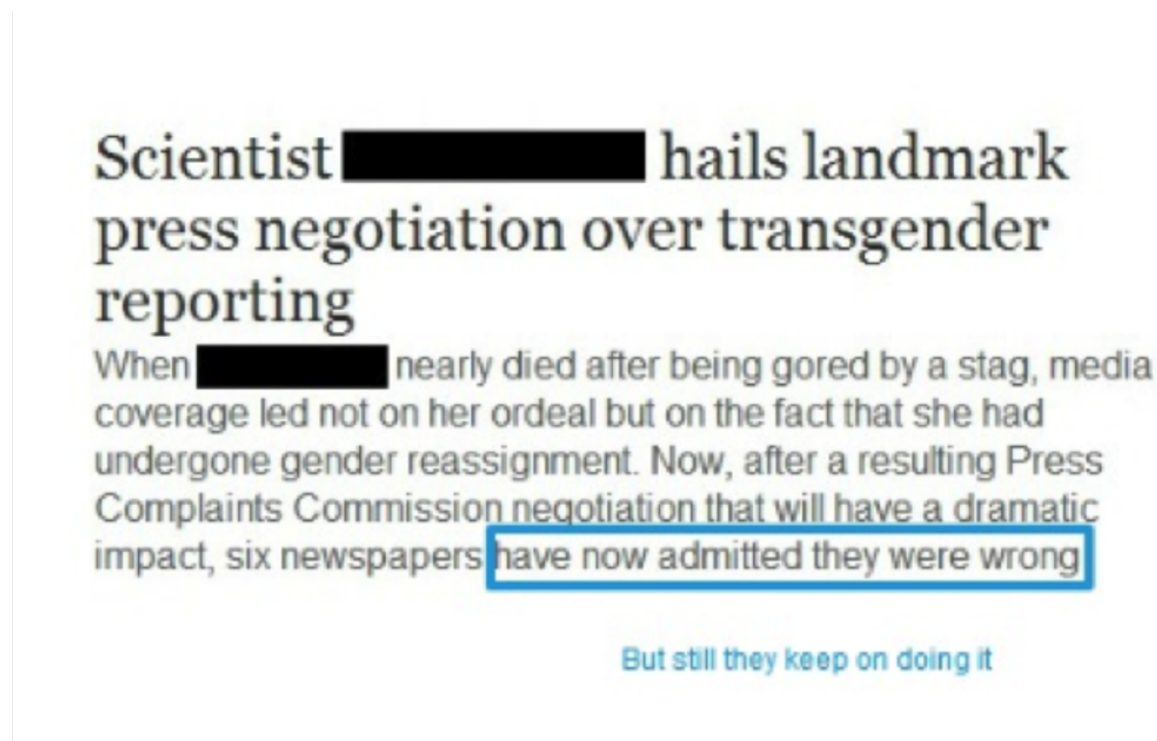 Scientist hails landmark
press negotiation over transgender
reporting
When nearly died after being gored by a stag, media
coverage led not on her ordeal but on the fact that she had
undergone gender reassignment. Now, after a resulting Press
Complaints Commission negotiation that will have a dramatic
impact, six newspapers have now admitted they were wrong
But still they keep on doing it